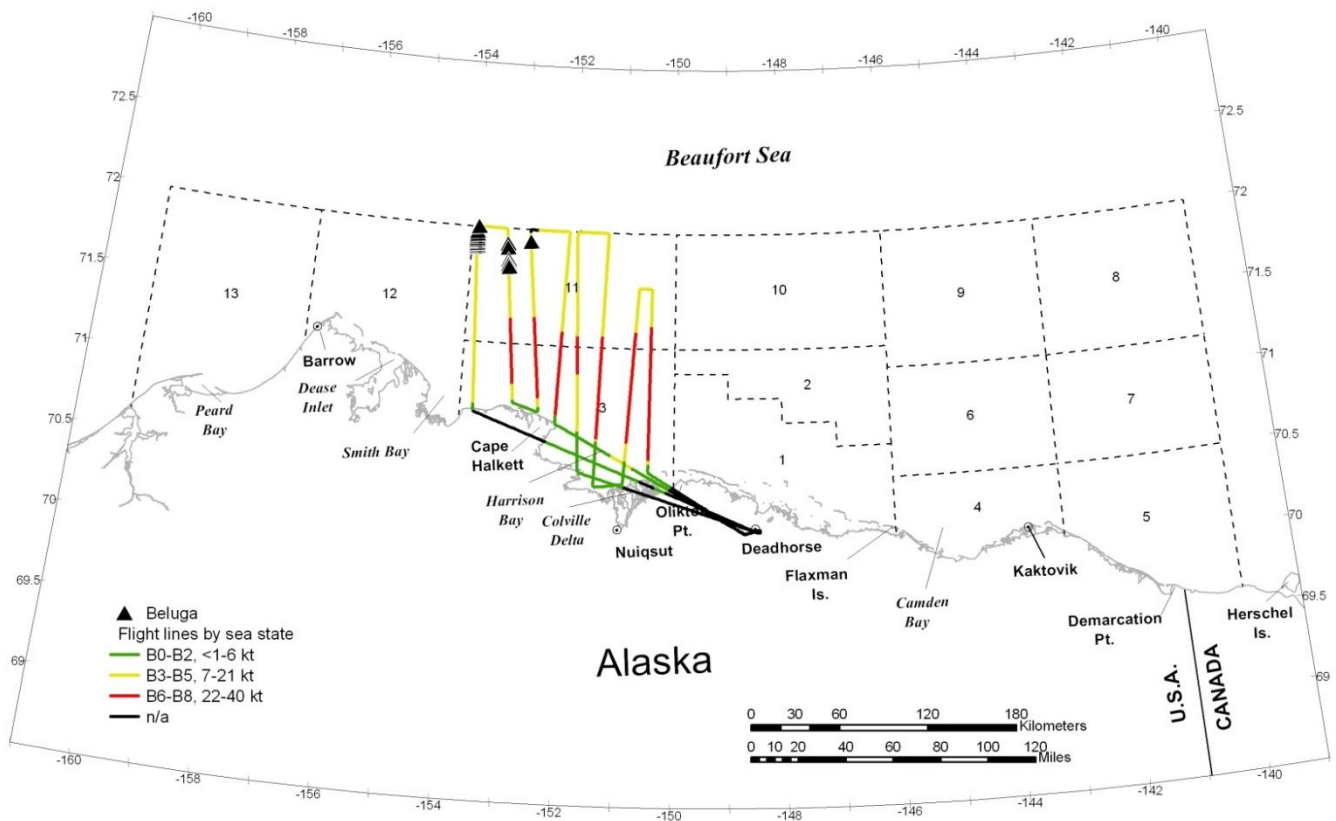 -160
-158
-156
-154
-152
-150
-148
-146
-144
-142
-140
72.5
72.5
72
72
71.5
71.5
71
71
70.5
70.5
70
70
69.5
69.5
69
69
Beaufort Sea
13
12
11
10
9
8
3
2
6
7
1
4
5
Barrow
Dease
Inlet
Peard
Bay
Smith Bay
Cape
Halkett
Harrison
Bay
Colville
Delta
Oliktok
Pt.
Nuiqsut
Deadhorse
Flaxman
Is.
Camden
Bay
Kaktovik
Demarcation
Pt.
Herschel
Is.
U.S.A.
CANADA
Alaska
Beluga
Flight lines by sea state
B0-B2, <1-6 kt
B3-B5, 7-21 kt
B6-B8, 22-40 kt
n/a
0 30 60 120 180
Kilometers
0 10 20 40 60 80 100 120
Miles
-160
-158
-156
-154
-152
-150
-148
-146
-144
-142
-140